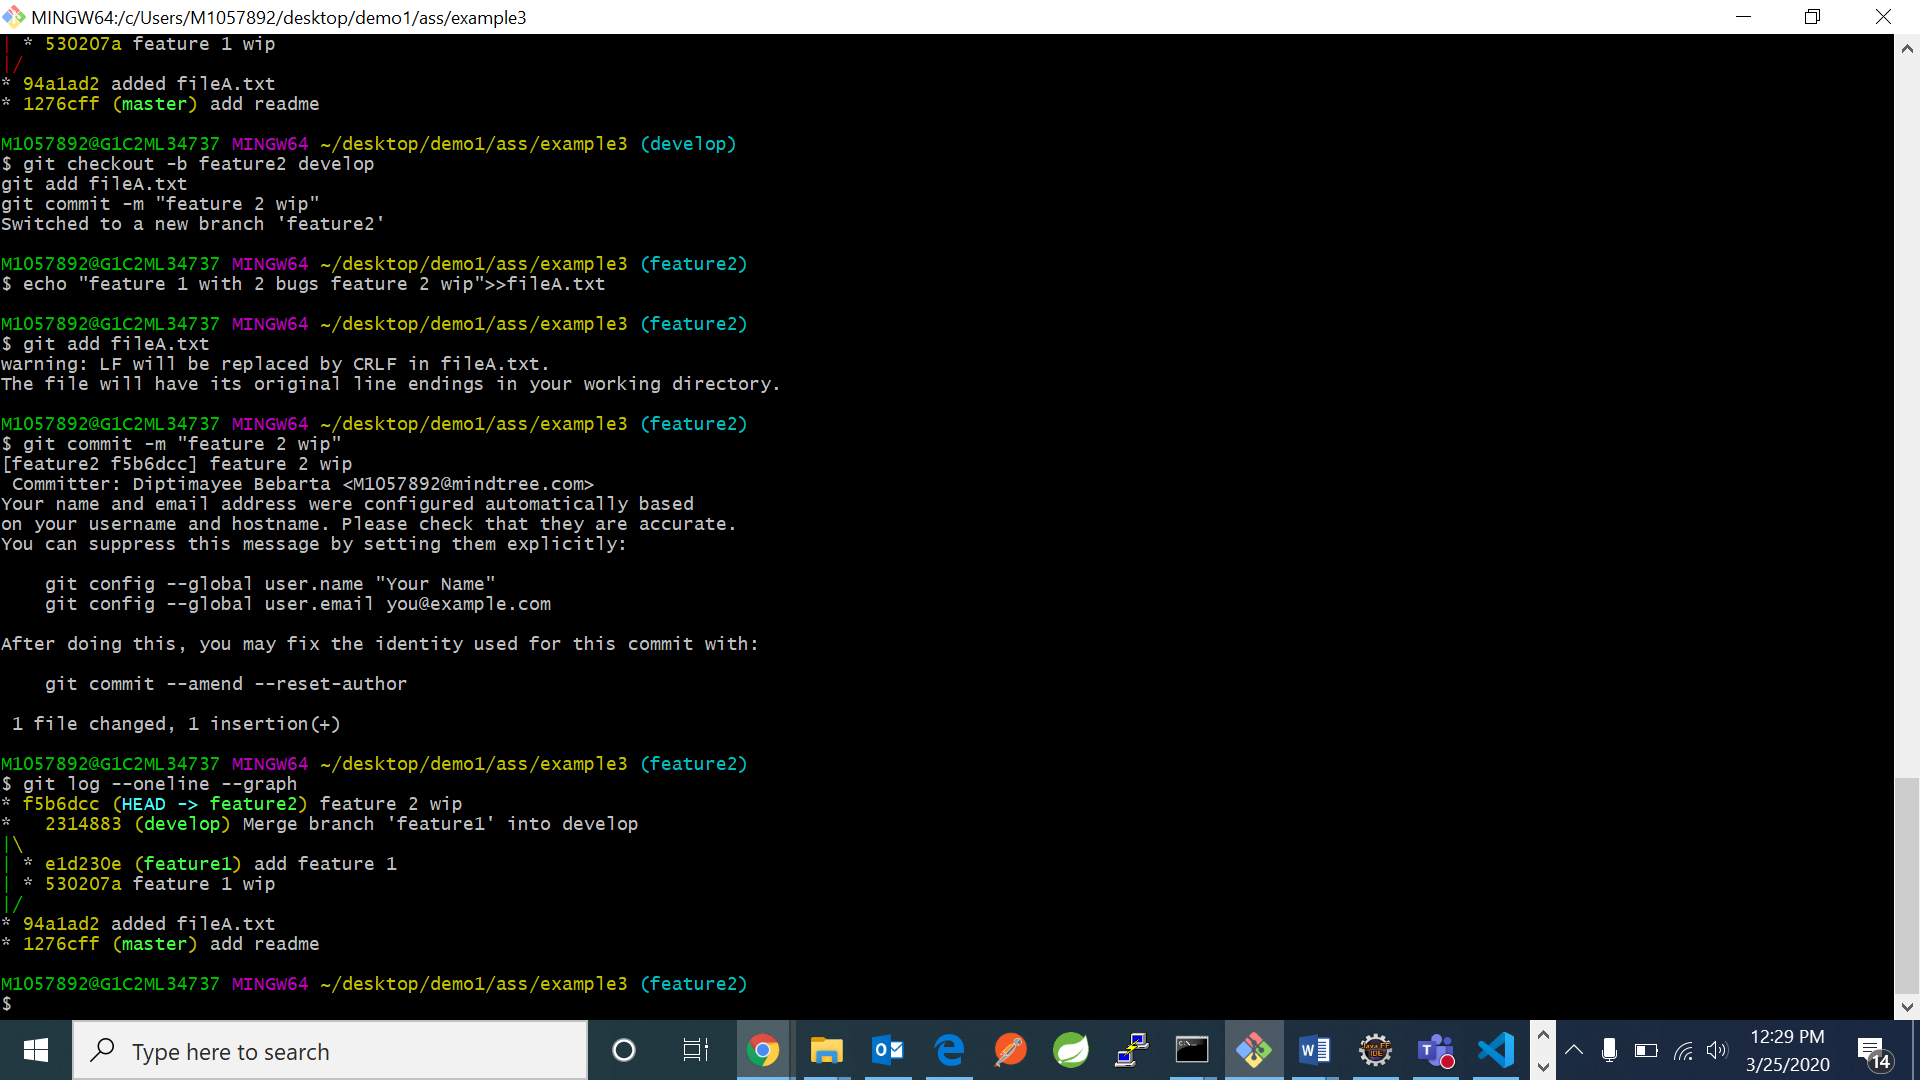 MINGW64:/c/Users/M1057892/desktop/demo1/ass/example3
| * 530207a feature 1 wip
|/
* 94a1ad2 added fileA.txt
* 1276cff (master) add readme
M1057892@G1C2ML34737 MINGW64 ~/desktop/demo1/ass/example3 (develop)
$ git checkout -b feature2 develop
git add fileA.txt
git commit -m "feature 2 wip"
Switched to a new branch 'feature2'
M1057892@G1C2ML34737 MINGW64 ~/desktop/demo1/ass/example3 (feature2)
$ echo "feature 1 with 2 bugs feature 2 wip">>fileA.txt
M1057892@G1C2ML34737 MINGW64 ~/desktop/demo1/ass/example3 (feature2)
$ git add fileA.txt
warning: LF will be replaced by CRLF in fileA.txt.
The file will have its original line endings in your working directory.
M1057892@G1C2ML34737 MINGW64 ~/desktop/demo1/ass/example3 (feature2)
$ git commit -m "feature 2 wip"
[feature2 f5b6dcc] feature 2 wip
 Committer: Diptimayee Bebarta <M1057892@mindtree.com>
Your name and email address were configured automatically based
on your username and hostname. Please check that they are accurate.
You can suppress this message by setting them explicitly:
    git config --global user.name "Your Name"
    git config --global user.email you@example.com
After doing this, you may fix the identity used for this commit with:
    git commit --amend --reset-author
 1 file changed, 1 insertion(+)
M1057892@G1C2ML34737 MINGW64 ~/desktop/demo1/ass/example3 (feature2)
$ git log --oneline --graph
* f5b6dcc (HEAD -> feature2) feature 2 wip
*   2314883 (develop) Merge branch 'feature1' into develop
|\
| * e1d230e (feature1) add feature 1
| * 530207a feature 1 wip
|/
* 94a1ad2 added fileA.txt
* 1276cff (master) add readme
M1057892@G1C2ML34737 MINGW64 ~/desktop/demo1/ass/example3 (feature2)
$
Type here to search
12:29 PM
3/25/2020
14